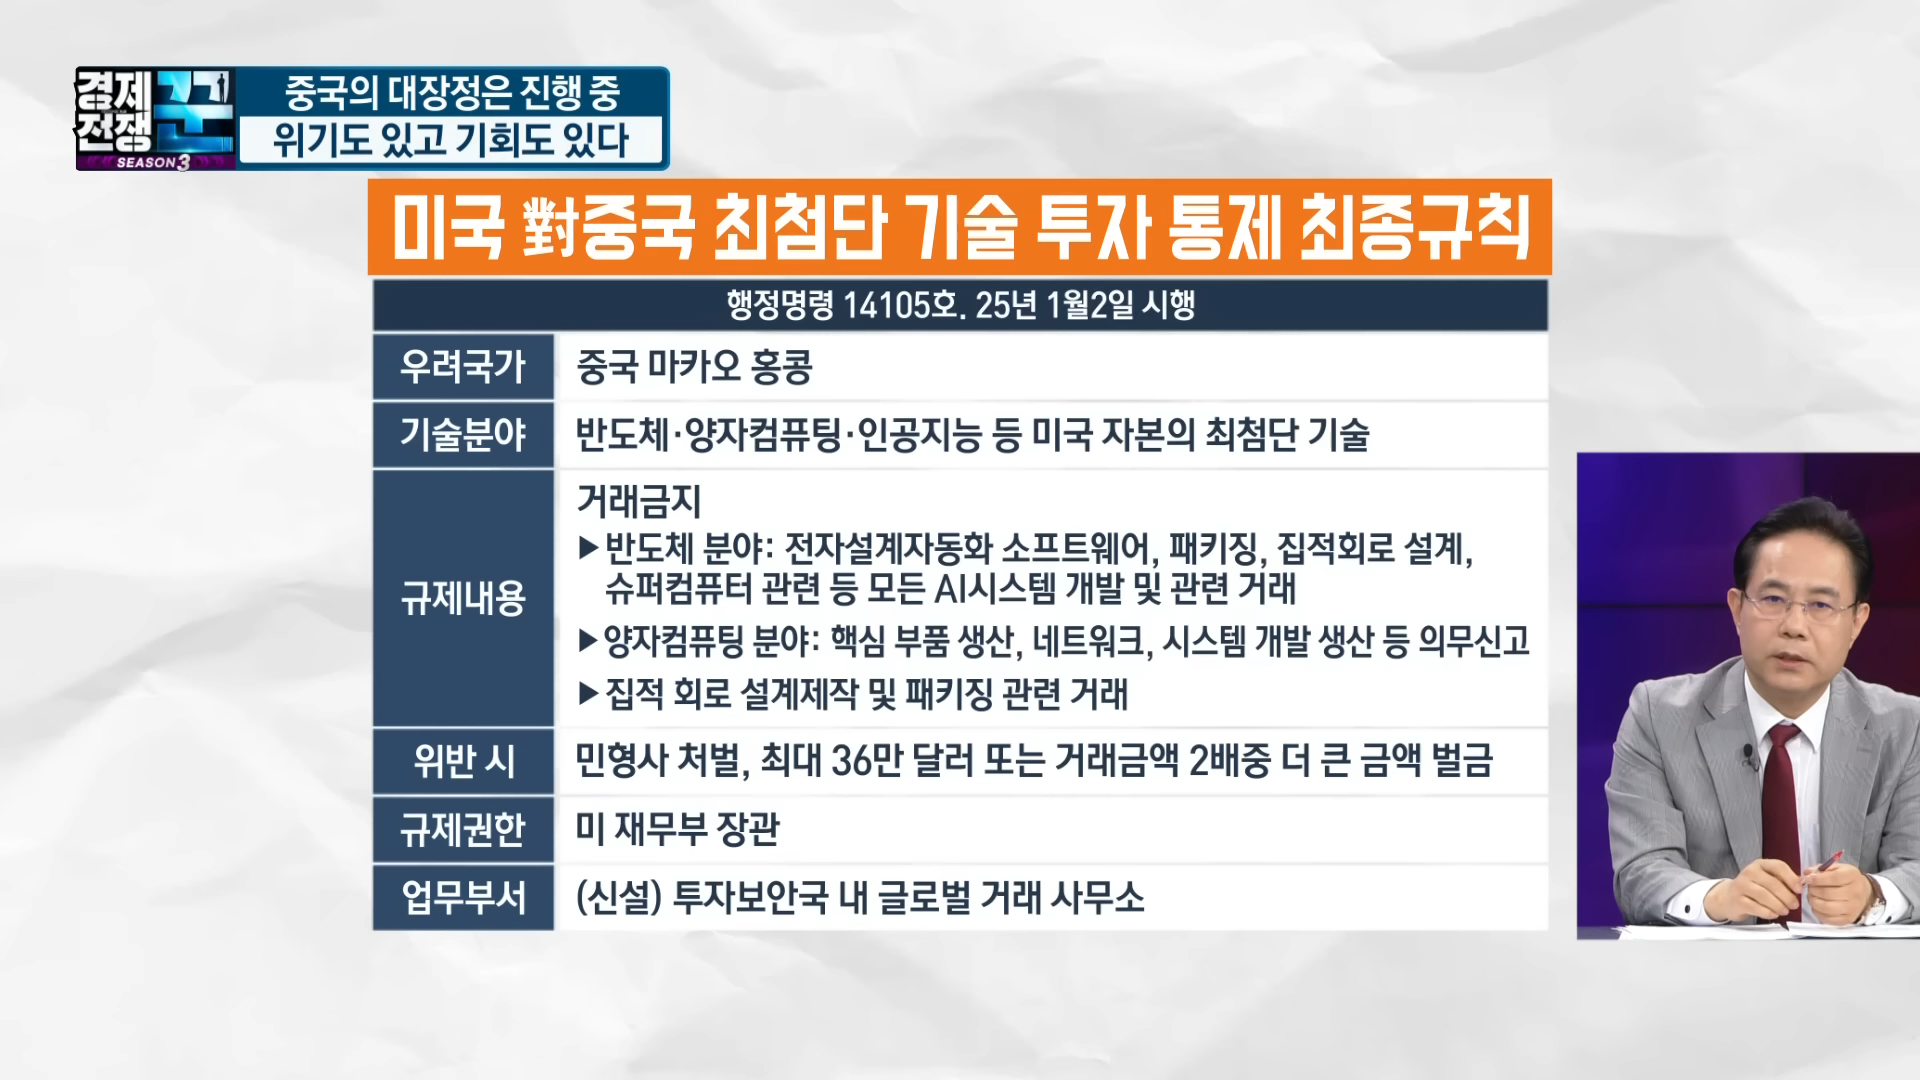 경제전쟁 꾼
SEASON3
중국의 대장정은 진행 중
위기도 있고 기회도 있다
미국 對중국 최첨단 기술 투자 통제 최종규칙
행정명령 14105호. 25년 1월2일 시행
우려국가 중국 마카오 홍콩
기술분야 반도체·양자컴퓨팅·인공지능 등 미국 자본의 최첨단 기술
규제내용
거래금지
▶반도체 분야: 전자설계자동화 소프트웨어, 패키징, 집적회로 설계,
슈퍼컴퓨터 관련 등 모든 AI시스템 개발 및 관련 거래
▶양자컴퓨팅 분야: 핵심 부품 생산, 네트워크, 시스템 개발 생산 등 의무신고
▶집적 회로 설계제작 및 패키징 관련 거래
위반 시 민형사 처벌, 최대 36만 달러 또는 거래금액 2배중 더 큰 금액 벌금
규제권한 미 재무부 장관
업무부서 (신설) 투자보안국 내 글로벌 거래 사무소